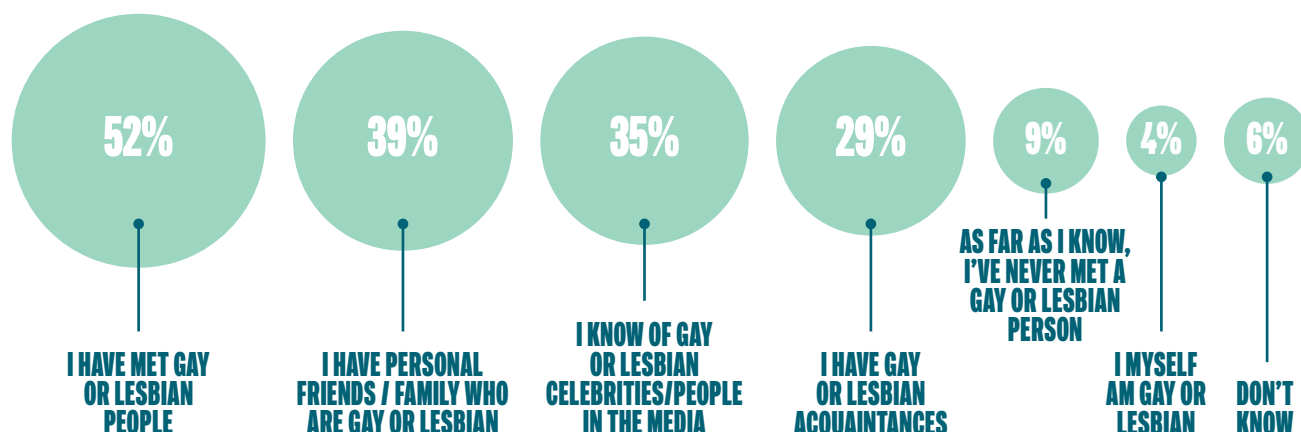 52%
39%
35%
29%
9%
4%
6%
I HAVE MET GAY
OR LESBIAN
PEOPLE
I HAVE PERSONAL
FRIENDS / FAMILY WHO
ARE GAY OR LESBIAN
I KNOW OF GAY
OR LESBIAN
CELEBRITIES/PEOPLE
IN THE MEDIA
I HAVE GAY
OR LESBIAN
ACQUAINTANCES
AS FAR AS I KNOW,
I'VE NEVER MET A
GAY OR LESBIAN
PERSON
I MYSELF
AM GAY OR
LESBIAN
DON'T
KNOW